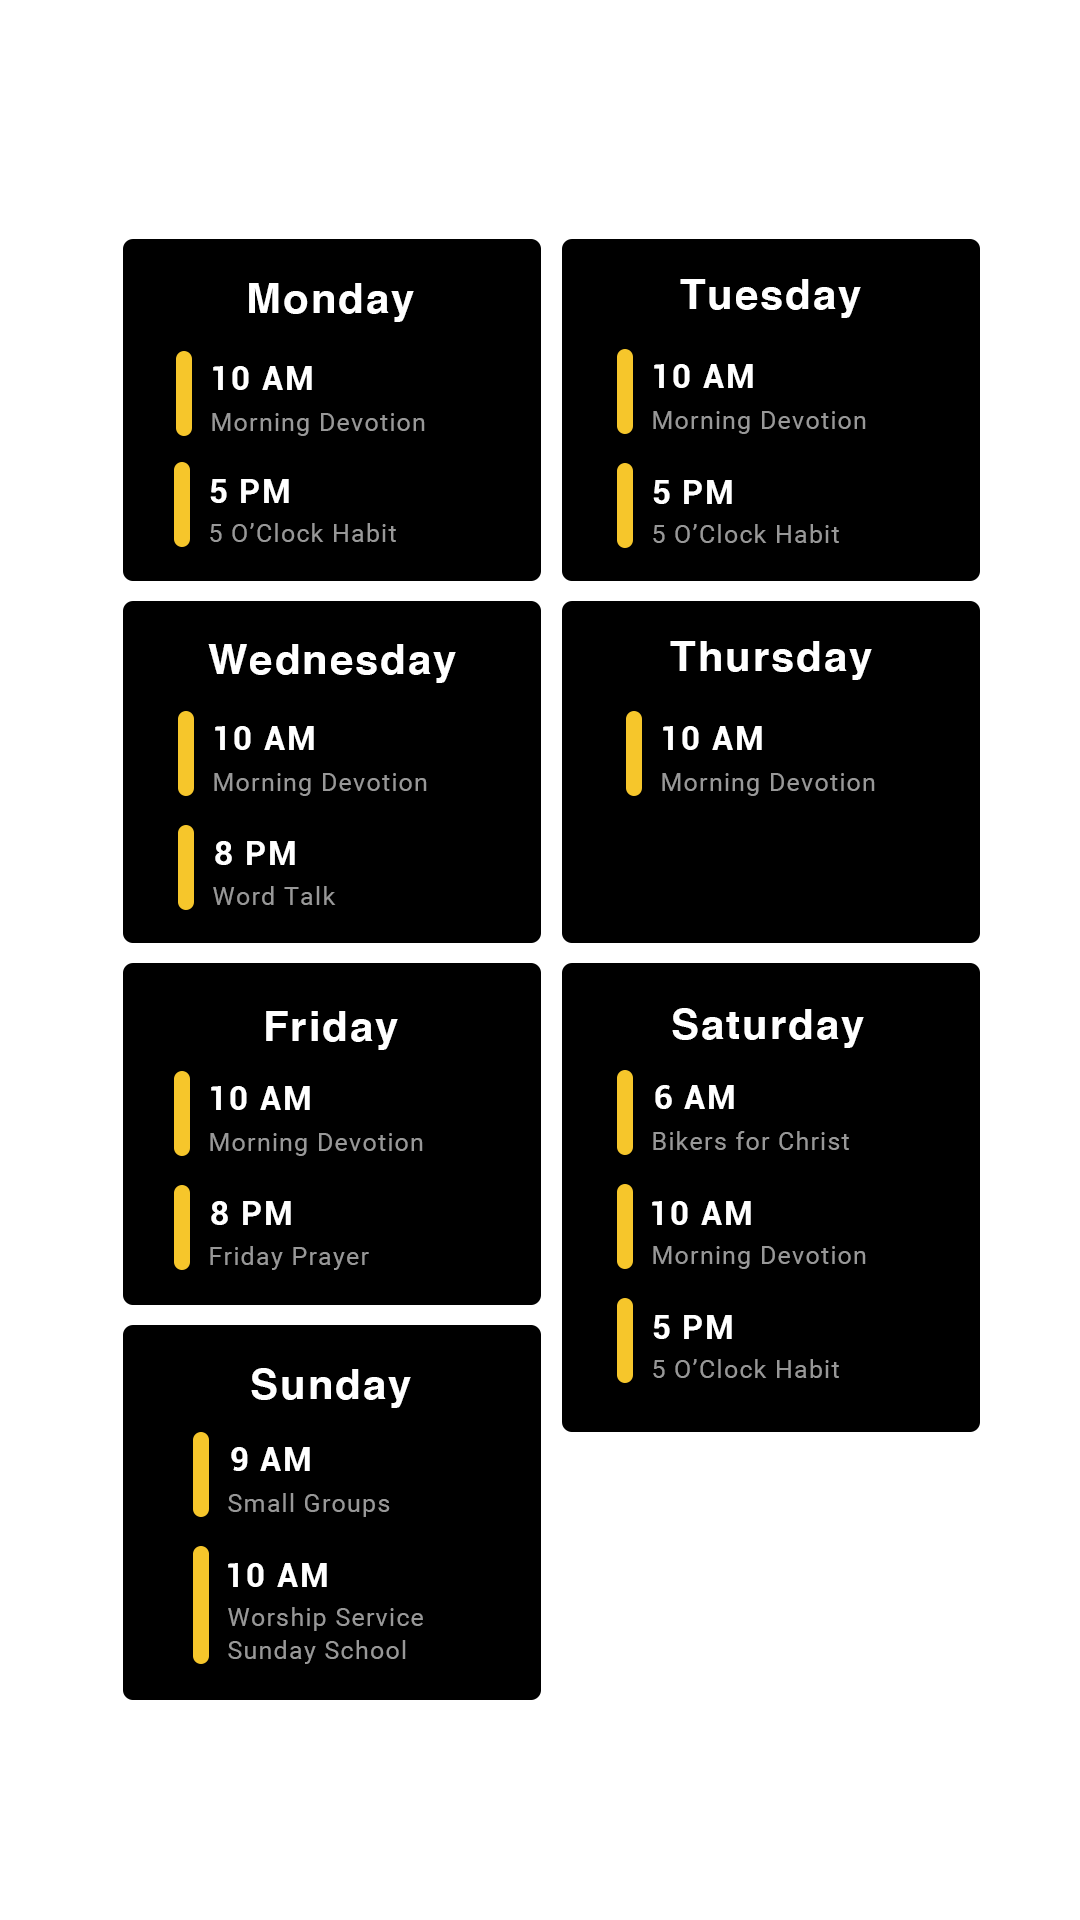 Monday
10 AM
Morning Devotion
5 PM
5 O’Clock Habit
Tuesday
10 AM
Morning Devotion
5 PM
5 O’Clock Habit
Wednesday
10 AM
Morning Devotion
8 PM
Word Talk
Thursday
10 AM
Morning Devotion
Friday
10 AM
Morning Devotion
8 PM
Friday Prayer
Saturday
6 AM
Bikers for Christ
10 AM
Morning Devotion
5 PM
5 O’Clock Habit
Sunday
9 AM
Small Groups
10 AM
Worship Service
Sunday School